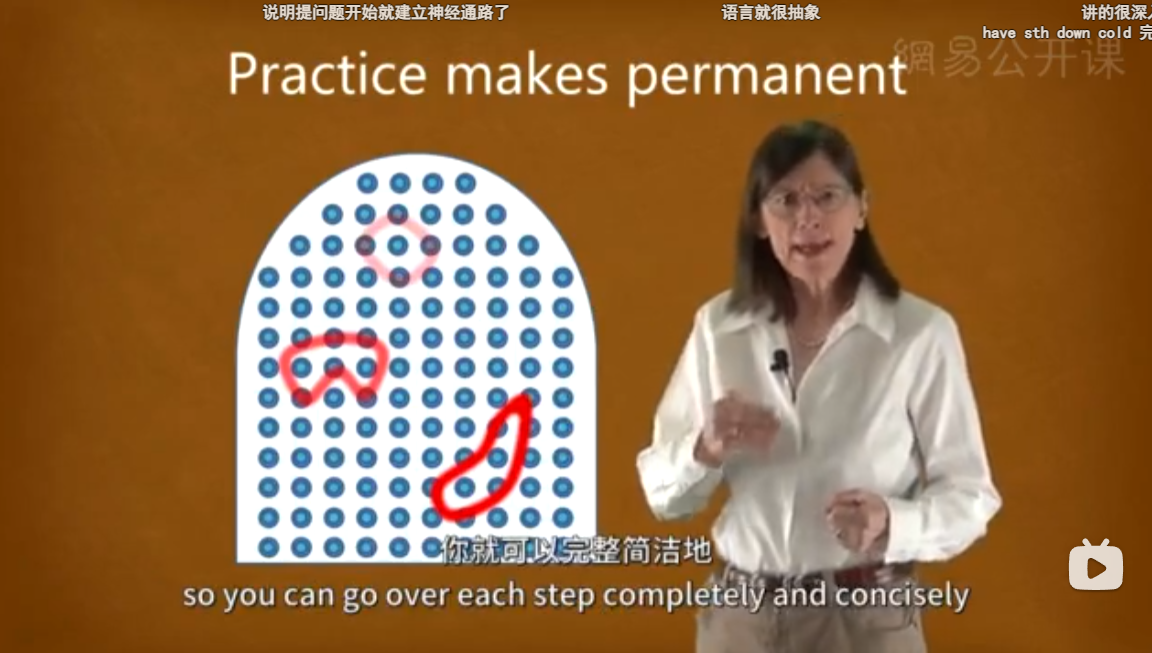 说明提问题开始就建立神经通路了
语言就很抽象
讲的很深
have sth down cold 完
網易公开课
Practice makes permanent
你就可以完整简洁地
so you can go over each step completely and concisely